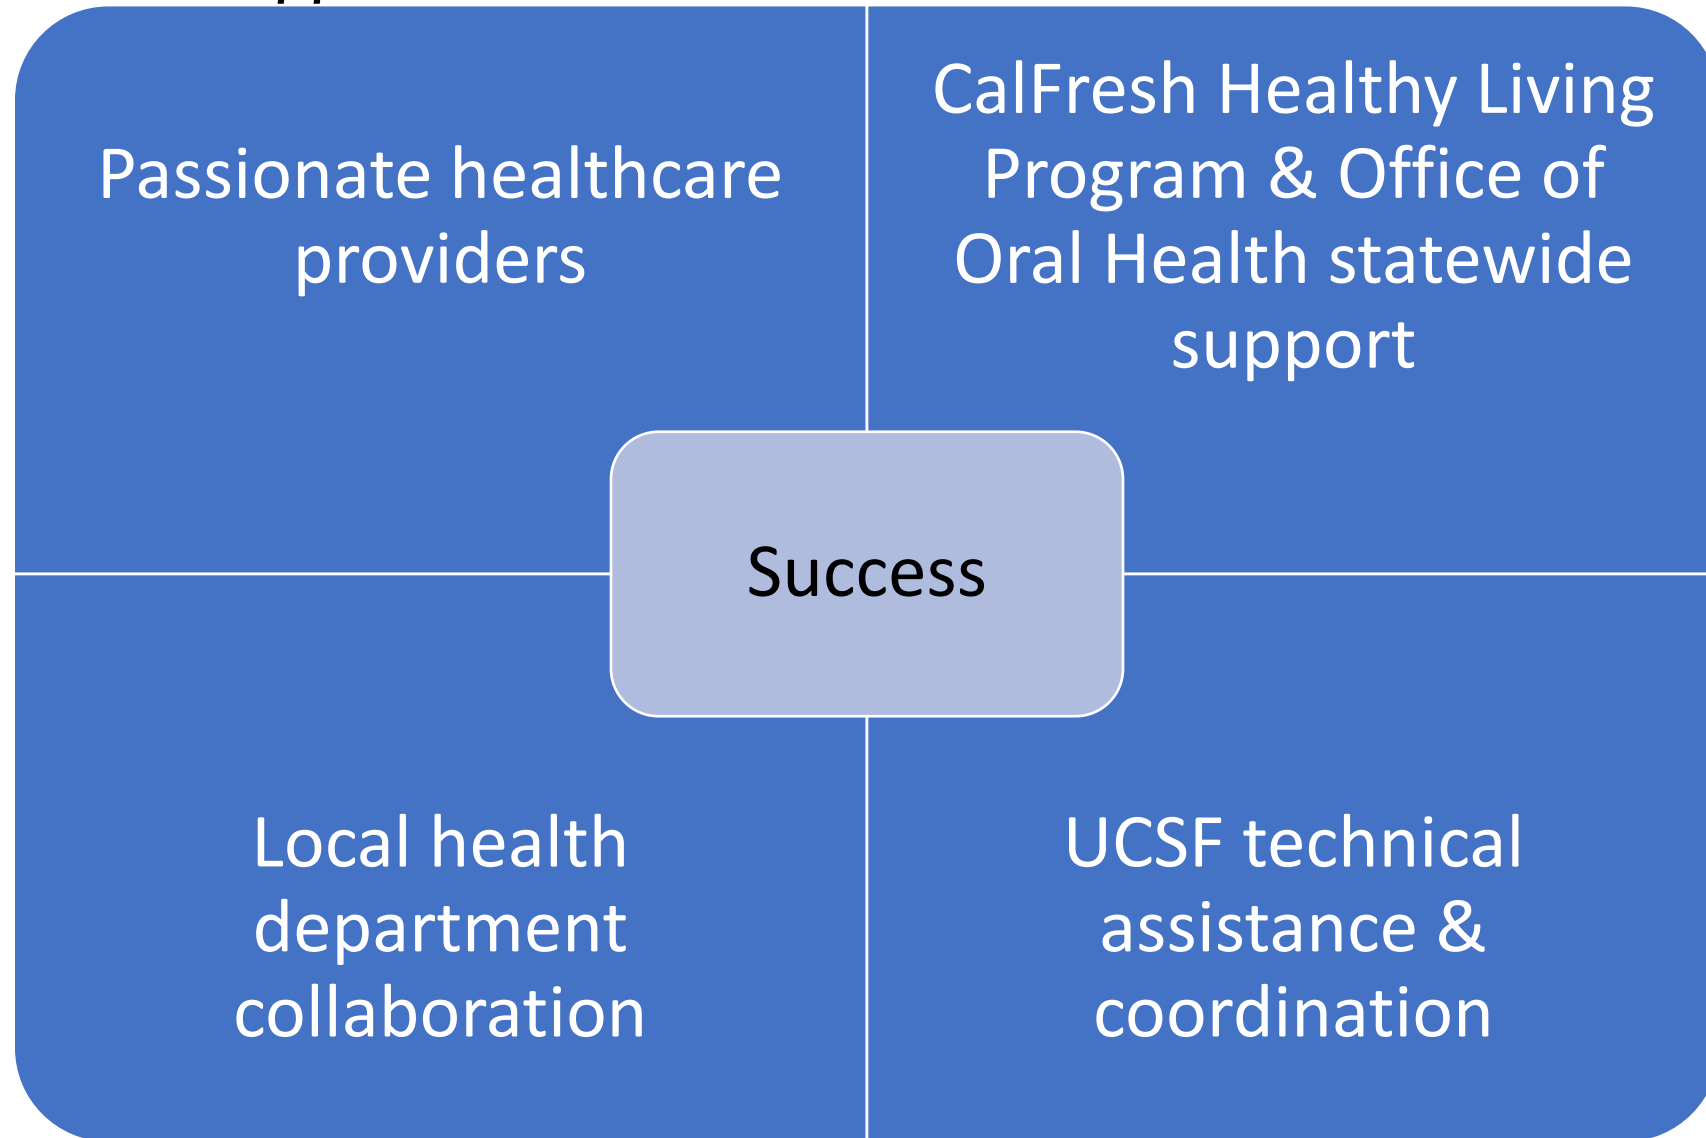 Passionate healthcare
providers
CalFresh Healthy Living
Program & Office of
Oral Health statewide
support
Success
Local health
department
collaboration
UCSF technical
assistance &
coordination